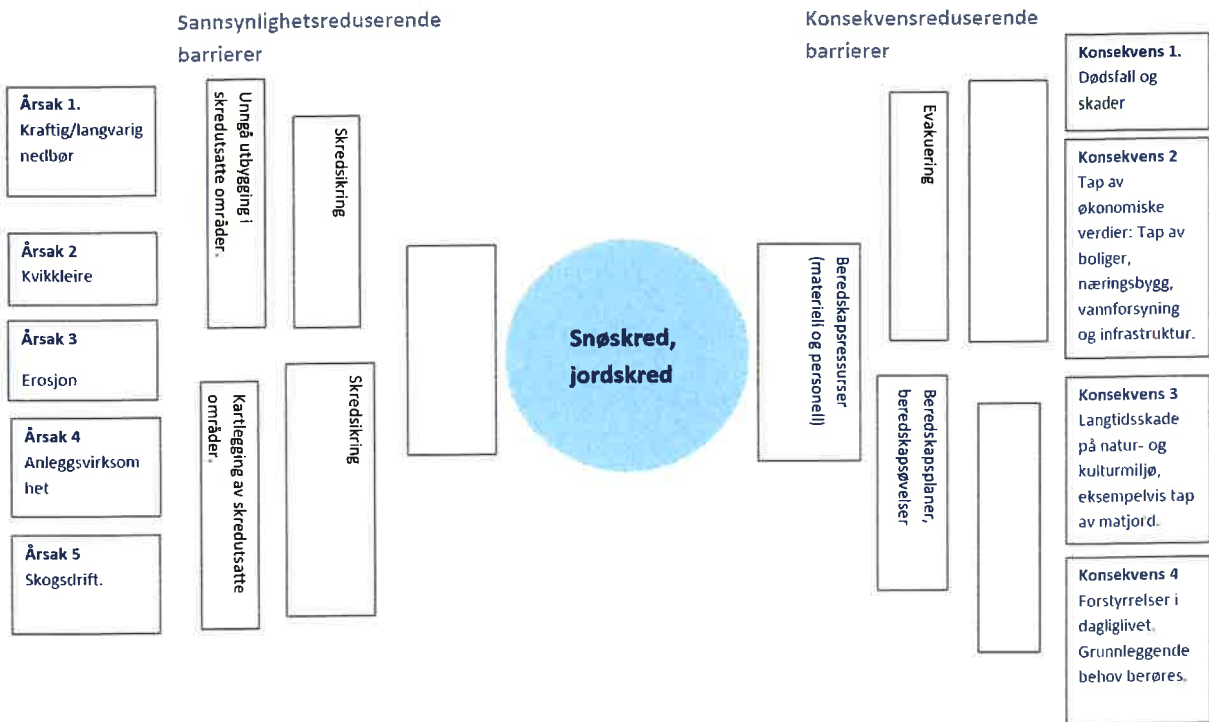 Sannsynlighetsreduserende
barrierer
Konsekvensreduserende
barrierer
Årsak 1.
Kraftig/langvarig
nedbør
Årsak 2
Kvikkleire
Årsak 3
Erosjon
Årsak 4
Anleggsvirksom
het
Årsak 5
Skogsdrift.
Unngå utbygging i
skredutsatte områder.
Kartlegging av skredutsatte
områder.
Skredsikring
Skredsikring
Snøskred,
jordskred
Beredskapsressurser
(materiell og personell)
Evakuering
Beredskapsplaner,
beredskapsøvelser
Konsekvens 1.
Dødsfall og
skader
Konsekvens 2
Tap av
økonomiske
verdier: Tap av
boliger,
næringsbygg,
vannforsyning
og infrastruktur.
Konsekvens 3
Langtidsskade
på natur- og
kulturmiljø,
eksempelvis tap
av matjord.
Konsekvens 4
Forstyrrelser i
dagliglivet.
Grunnleggende
behov berøres.